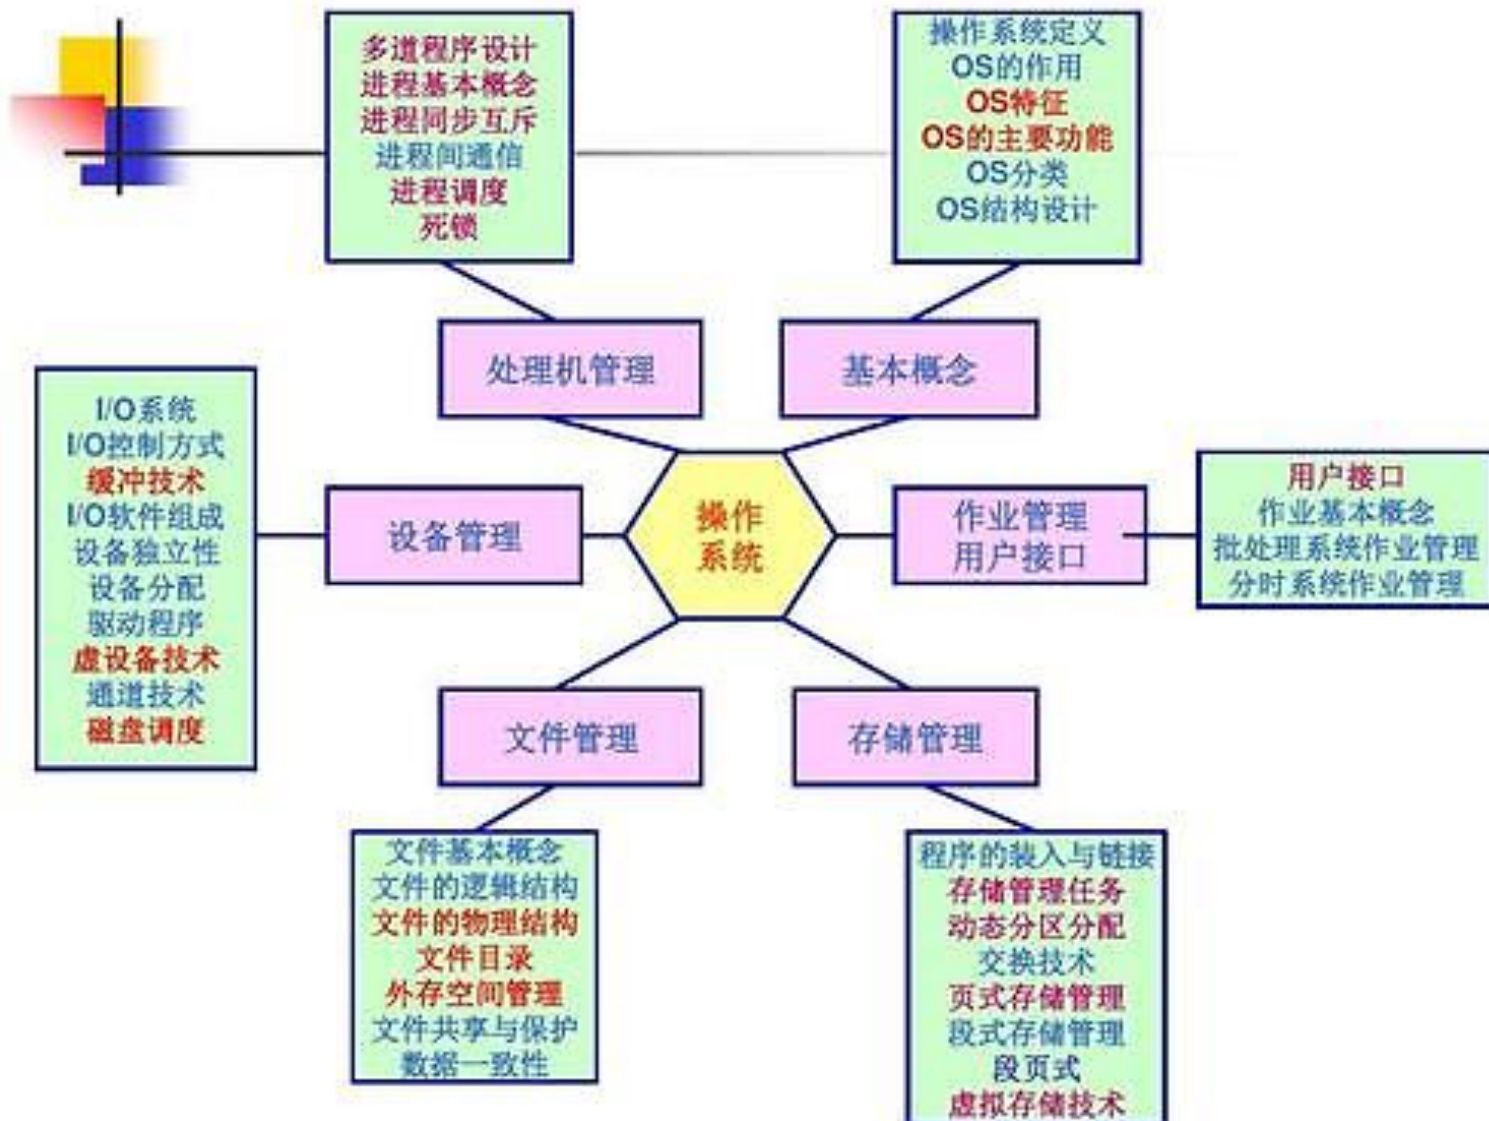 多道程序设计
进程基本概念
进程同步互斥
进程间通信
进程调度
死锁
操作系统定义
OS的作用
OS特征
OS的主要功能
OS分类
OS结构设计
处理机管理
基本概念
I/O系统
I/O控制方式
缓冲技术
I/O软件组成
设备独立性
设备分配
驱动程序
虚设备技术
通道技术
磁盘调度
设备管理
操作
系统
作业管理
用户接口
用户接口
作业基本概念
批处理系统作业管理
分时系统作业管理
文件管理
存储管理
文件基本概念
文件的逻辑结构
文件的物理结构
文件目录
外存空间管理
文件共享与保护
数据一致性
程序的装入与链接
存储管理任务
动态分区分配
交换技术
页式存储管理
段式存储管理
段页式
虚拟存储技术